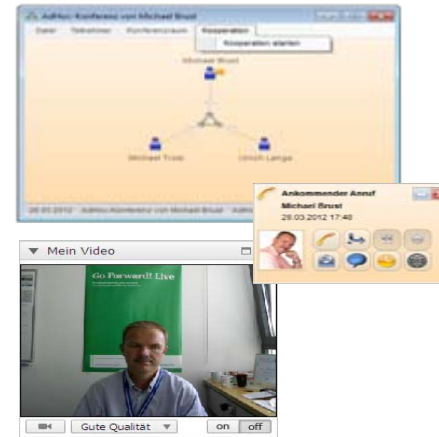 AdHoc-Konferenz von Michael Brust
Datei Teilnehmer Konferenzraum Kooperation
Kooperation starten
Michael Brust
Michael Tropp
Ulrich Lange
28.03.2012 AdHoc-Konferenz von Michael Brust
Ankommender Anruf
Michael Brust
28.03.2012 17:48
Mein Video
Go Forward! Live
Gute Qualität
on off